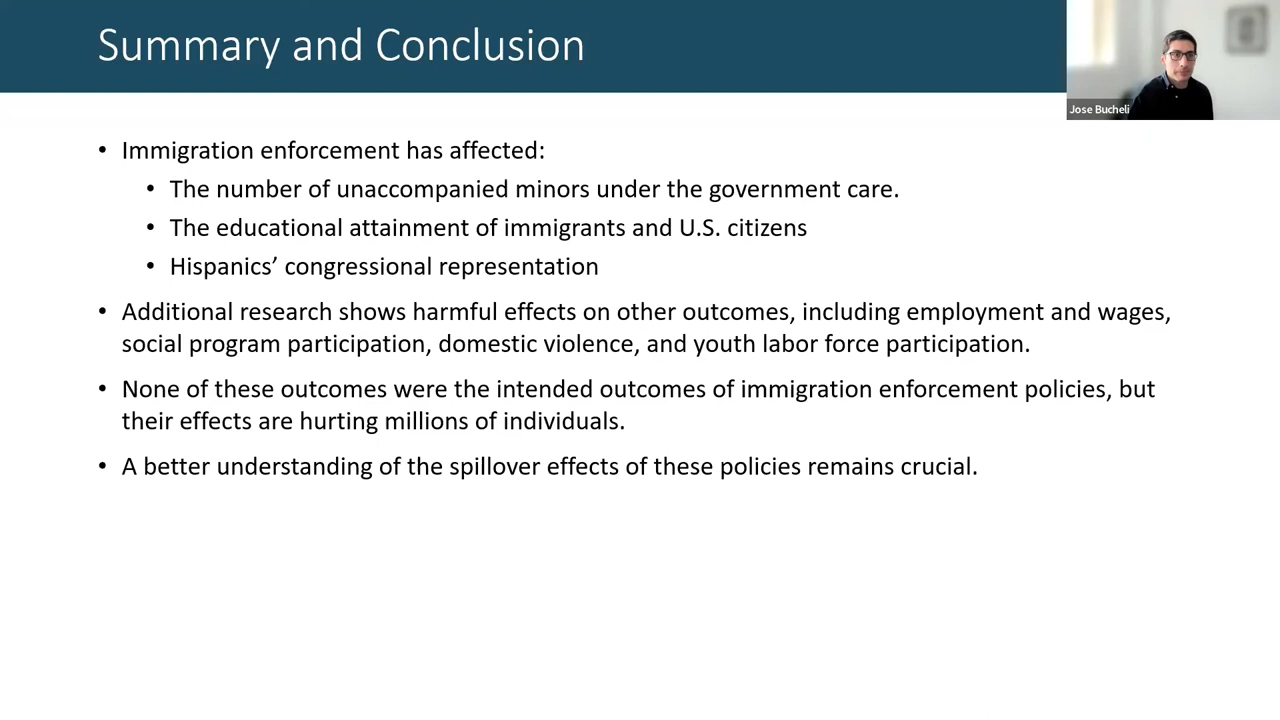 Summary and Conclusion
Jose Bucheli
• Immigration enforcement has affected:
• The number of unaccompanied minors under the government care.
• The educational attainment of immigrants and U.S. citizens
• Hispanics’ congressional representation
• Additional research shows harmful effects on other outcomes, including employment and wages,
social program participation, domestic violence, and youth labor force participation.
• None of these outcomes were the intended outcomes of immigration enforcement policies, but
their effects are hurting millions of individuals.
• A better understanding of the spillover effects of these policies remains crucial.